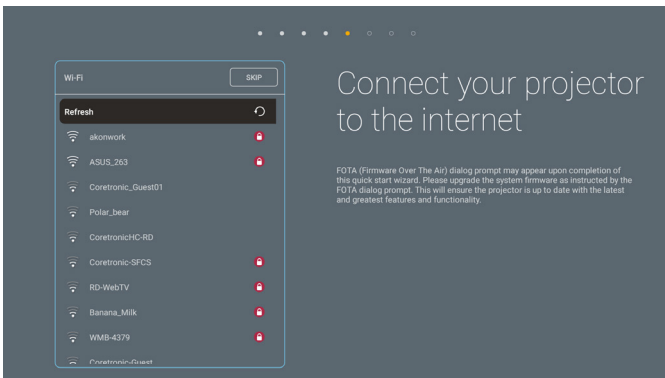 Wi-Fi
SKIP
Refresh
akonwork
ASUS_263
Coretronic_Guest01
Polar_bear
CoretronicHC-RD
Coretronic-SFCS
RD-WebTV
Banana_Milk
WMB-4379
Coretronic-Guest
Connect your projector
to the internet
FOTA (Firmware Over The Air) dialog prompt may appear upon completion of
this quick start wizard. Please upgrade the system firmware as instructed by the
FOTA dialog prompt. This will ensure the projector is up to date with the latest
and greatest features and functionality.